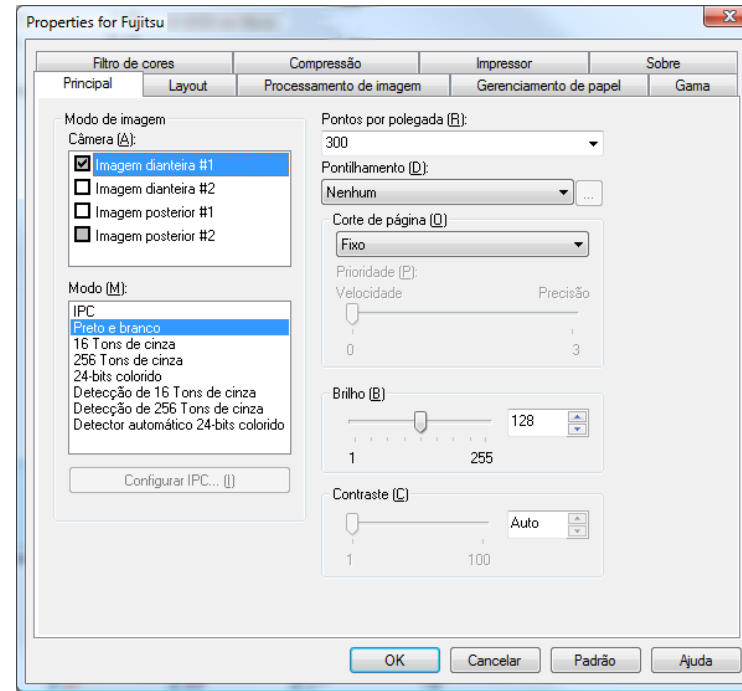 Properties for Fujitsu
Filtro de cores
Compressão
Impressor
Sobre
Principal
Layout
Processamento de imagem
Gerenciamento de papel
Gama
Modo de imagem
Câmera (A):
Imagem dianteira #1
Imagem dianteira #2
Imagem posterior #1
Imagem posterior #2
Modo (M):
IPC
Preto e branco
16 Tons de cinza
256 Tons de cinza
24-bits colorido
Detecção de 16 Tons de cinza
Detecção de 256 Tons de cinza
Detector automático 24-bits colorido
Configurar IPC... (I)
Pontos por polegada (R):
300
Pontilhamento (D):
Nenhum
...
Corte de página (O)
Fixo
Prioridade (P):
Velocidade
Precisão
0
3
Brilho (B)
128
1
255
Contraste (C)
Auto
1
100
OK
Cancelar
Padrão
Ajuda